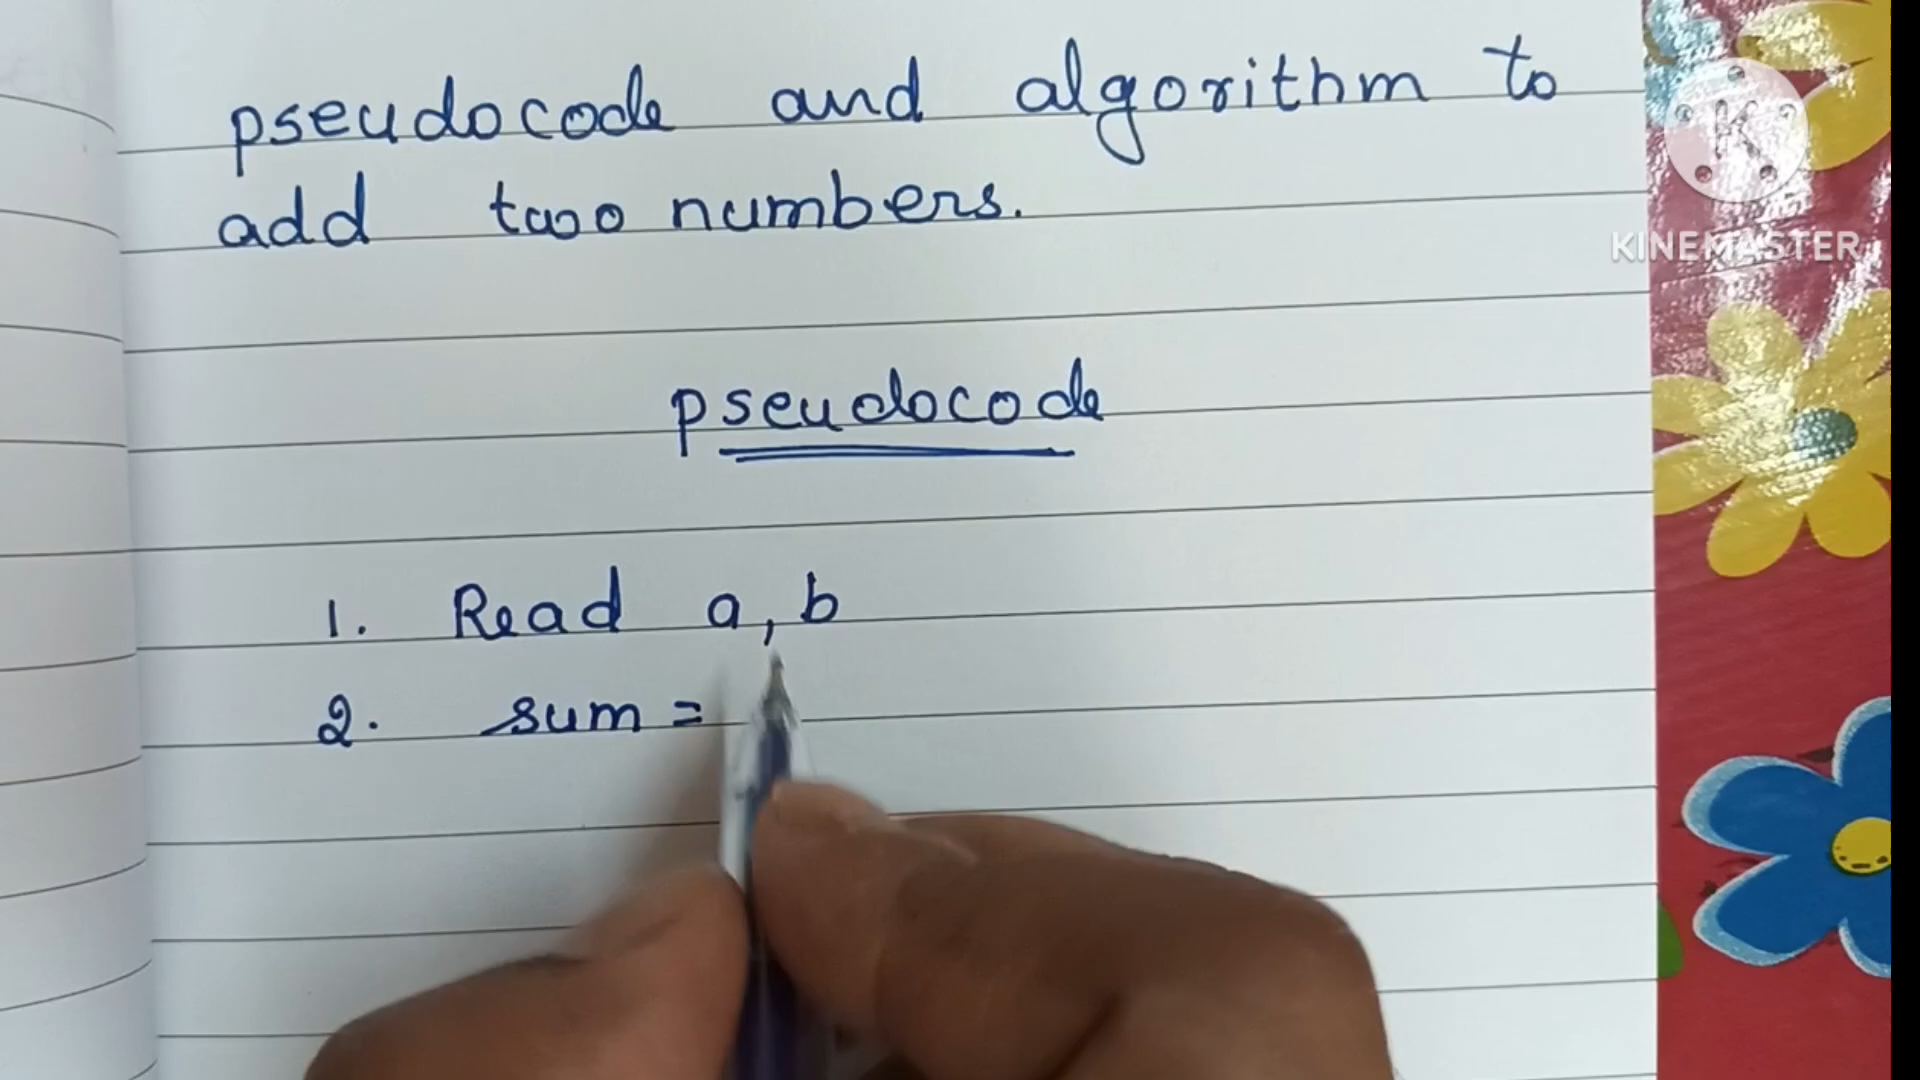 pseudocode and algorithm to
add two numbers.
K
KINEMASTER
pseudocode
1. Read a, b
2. sum =